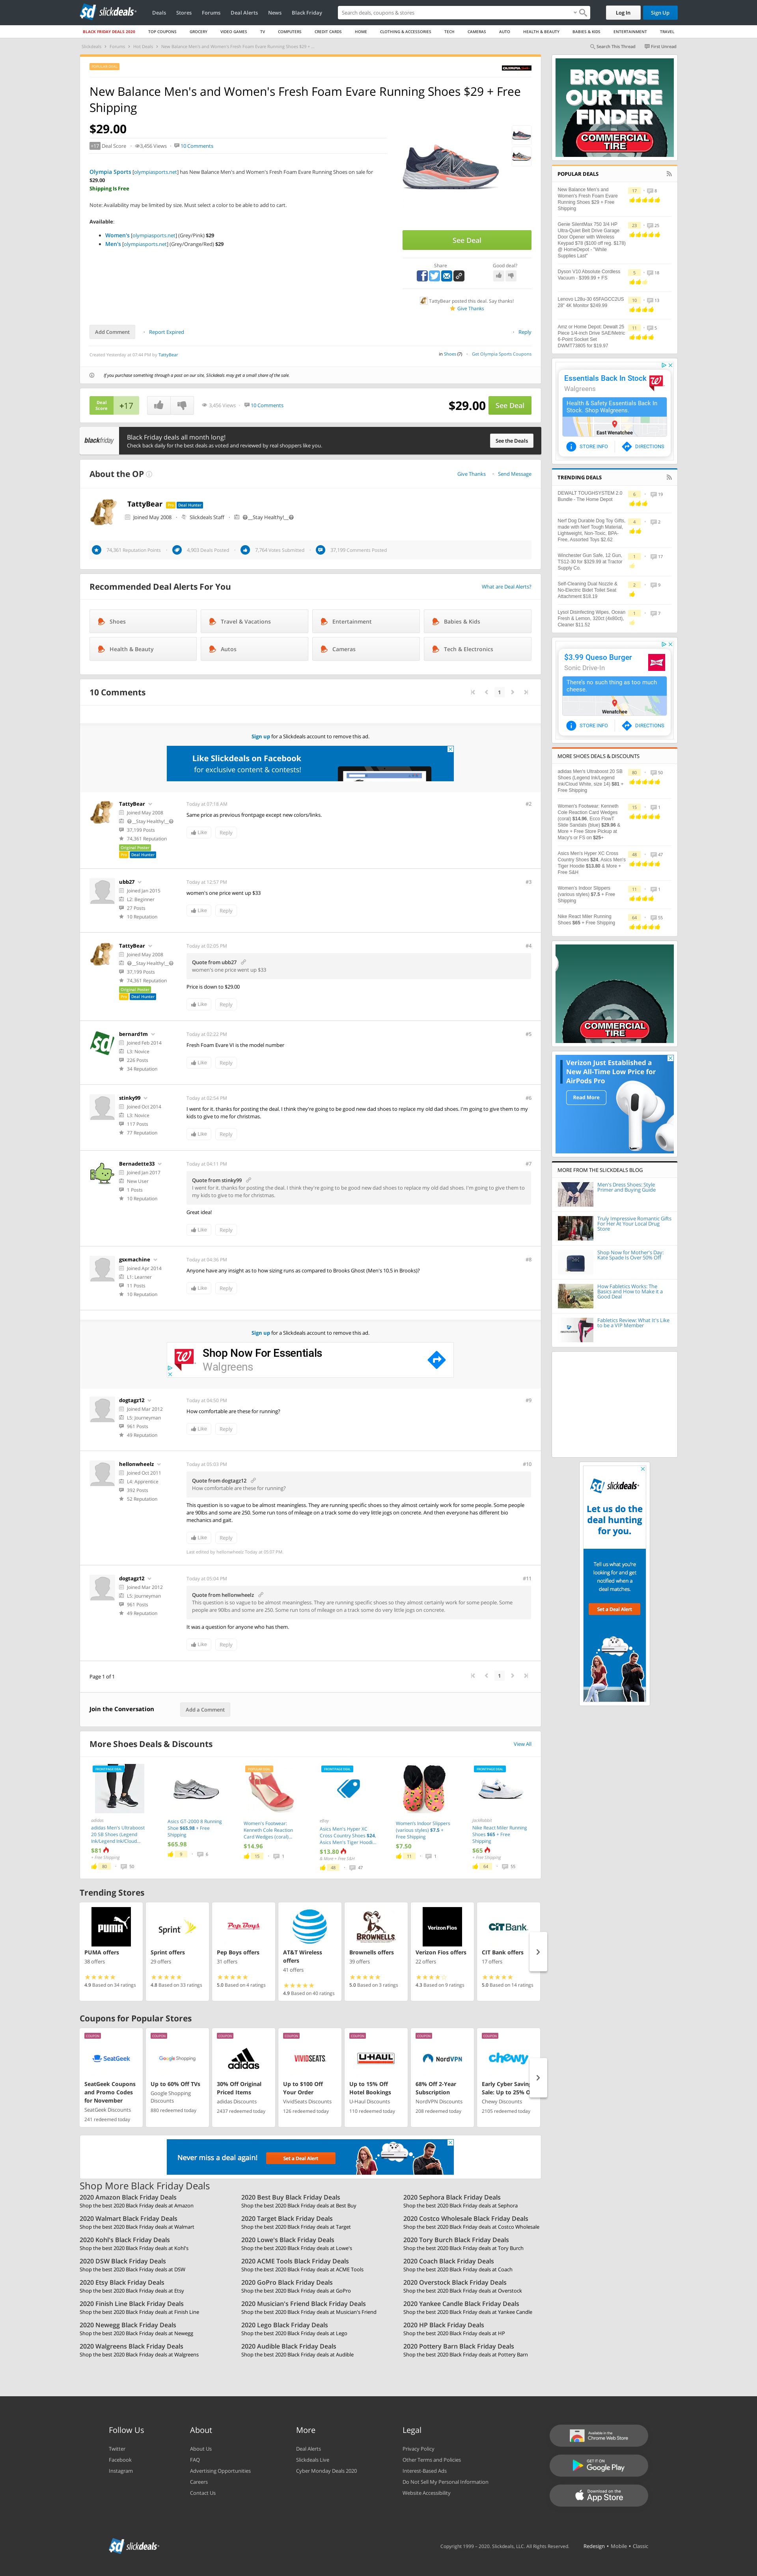 slickdeals
Deals Stores Forums Deal Alerts News Black Friday
Search deals, coupons & stores
Log In Sign Up
BLACK FRIDAY DEALS 2020 TOP COUPONS GROCERY VIDEO GAMES TV COMPUTERS CREDIT CARDS HOME CLOTHING & ACCESSORIES TECH CAMERAS AUTO HEALTH & BEAUTY BABIES & KIDS ENTERTAINMENT TRAVEL
Search This Thread First Unread
New Balance Men's and Women's Fresh Foam Evare Running Shoes $29 + Free
Shipping
$29.00
+17 Deal Score 3,456 Views 10 Comments
Olympia Sports [olympiasports.net] has New Balance Men's and Women's Fresh Foam Evare Running Shoes on sale for
$29.00
Shipping is Free
Note: Availability may be limited by size. Must select a color to be able to add to cart.
Available:
Women's [olympiasports.net] (Grey/Pink) $29
Men's [olympiasports.net] (Grey/Orange/Red) $29
See Deal
Share Good deal?
TattyBear posted this deal. Say thanks!
Give Thanks
Add Comment Report Expired Reply
Created Yesterday at 07:44 PM by TattyBear
in Shoes (7) Get Olympia Sports Coupons
If you purchase something through a post on our site, Slickdeals may get a small share of the sale.
Deal Score +17 3,456 Views 10 Comments $29.00 See Deal
blackfriday
Black Friday deals all month long!
Check back daily for the best deals as voted and reviewed by real shoppers like you.
See the Deals
About the OP
Give Thanks Send Message
TattyBear Pro Deal Hunter
Joined May 2008 Slickdeals Staff @__Stay Healthy!__@
74,361 Reputation Points 4,903 Deals Posted 7,764 Votes Submitted 37,199 Comments Posted
Recommended Deal Alerts For You
What are Deal Alerts?
Shoes Travel & Vacations Entertainment Babies & Kids
Health & Beauty Autos Cameras Tech & Electronics
10 Comments
1
Sign up for a Slickdeals account to remove this ad.
Like Slickdeals on Facebook
for exclusive content & contests!
TattyBear
Joined May 2008
37,199 Posts
74,361 Reputation
Original Poster
Pro Deal Hunter
Today at 07:18 AM #2
Same price as previous frontpage except new colors/links.
Like Reply
ubb27
Joined Jan 2015
L2: Beginner
27 Posts
10 Reputation
Today at 12:57 PM #3
women's one price went up $33
Like Reply
TattyBear
Joined May 2008
37,199 Posts
74,361 Reputation
Original Poster
Pro Deal Hunter
Today at 02:05 PM #4
Quote from ubb27
women's one price went up $33
Price is down to $29.00
Like Reply
bernard1m
Joined Feb 2014
L3: Novice
226 Posts
34 Reputation
Today at 02:22 PM #5
Fresh Foam Evare VI is the model number
Like Reply
stinky99
Joined Oct 2014
L3: Novice
117 Posts
77 Reputation
Today at 02:54 PM #6
I went for it. thanks for posting the deal. I think they're going to be good new dad shoes to replace my old dad shoes. I'm going to give them to my
kids to give to me for christmas.
Like Reply
Bernadette33
Joined Jan 2017
New User
1 Posts
10 Reputation
Today at 04:11 PM #7
Quote from stinky99
I went for it. thanks for posting the deal. I think they're going to be good new dad shoes to replace my old dad shoes. I'm going to give them to
my kids to give to me for christmas.
Great idea!
Like Reply
gsxmachine
Joined Apr 2014
L1: Learner
11 Posts
10 Reputation
Today at 04:36 PM #8
Anyone have any insight as to how sizing runs as compared to Brooks Ghost (Men's 10.5 in Brooks)?
Like Reply
Sign up for a Slickdeals account to remove this ad.
Shop Now For Essentials
Walgreens
dogtagz12
Joined Mar 2012
L5: Journeyman
961 Posts
49 Reputation
Today at 04:50 PM #9
How comfortable are these for running?
Like Reply
hellonwheelz
Joined Oct 2011
L4: Apprentice
392 Posts
52 Reputation
Today at 05:03 PM #10
Quote from dogtagz12
How comfortable are these for running?
This question is so vague to be almost meaningless. They are running specific shoes so they almost certainly work for some people. Some people
are 90lbs and some are 250. Some run tons of mileage on a track some do very little jogs on concrete. And then everyone has different bio
mechanics and gait.
Like Reply
Last edited by hellonwheelz Today at 05:07 PM.
dogtagz12
Joined Mar 2012
L5: Journeyman
961 Posts
49 Reputation
Today at 05:04 PM #11
Quote from hellonwheelz
This question is so vague to be almost meaningless. They are running specific shoes so they almost certainly work for some people. Some
people are 90lbs and some are 250. Some run tons of mileage on a track some do very little jogs on concrete.
It was a question for anyone who has them.
Like Reply
Page 1 of 1 1
Join the Conversation Add a Comment
More Shoes Deals & Discounts
View All
adidas Men's Ultraboost 20 SB Shoes (Legend Ink/Legend Ink/Cloud... $81
Asics GT-2000 8 Running Shoe $65.98 + Free Shipping $65.98
Women's Footwear: Kenneth Cole Reaction Card Wedges (coral)... $14.96
Asics Men's Hyper XC Cross Country Shoes $24, Asics Men's Tiger Hoodi... $13.80
Women's Indoor Slippers (various styles) $7.5 + Free Shipping $7.50
Nike React Miler Running Shoes $65 + Free Shipping $65
Trending Stores
PUMA Sprint Pep Boys AT&T BROWNELLS Verizon Fios CIT Bank
PUMA offers
38 offers
4.9 Based on 34 ratings
Sprint offers
29 offers
4.8 Based on 33 ratings
Pep Boys offers
31 offers
5.0 Based on 4 ratings
AT&T Wireless offers
41 offers
4.9 Based on 40 ratings
Brownells offers
39 offers
5.0 Based on 3 ratings
Verizon Fios offers
22 offers
4.3 Based on 9 ratings
CIT Bank offers
17 offers
5.0 Based on 14 ratings
Coupons for Popular Stores
SeatGeek Google Shopping adidas VIVIDSEATS U-HAUL NordVPN chewy
SeatGeek Coupons and Promo Codes for November
SeatGeek Discounts
241 redeemed today
Up to 60% Off TVs
Google Shopping Discounts
880 redeemed today
30% Off Original Priced Items
adidas Discounts
2437 redeemed today
Up to $100 Off Your Order
VividSeats Discounts
126 redeemed today
Up to 15% Off Hotel Bookings
U-Haul Discounts
110 redeemed today
68% Off 2-Year Subscription
NordVPN Discounts
208 redeemed today
Early Cyber Saving
Sale: Up to 25% O
Chewy Discounts
2105 redeemed today
Never miss a deal again! Set a Deal Alert
Shop More Black Friday Deals
2020 Amazon Black Friday Deals
Shop the best 2020 Black Friday deals at Amazon
2020 Best Buy Black Friday Deals
Shop the best 2020 Black Friday deals at Best Buy
2020 Sephora Black Friday Deals
Shop the best 2020 Black Friday deals at Sephora
2020 Walmart Black Friday Deals
Shop the best 2020 Black Friday deals at Walmart
2020 Target Black Friday Deals
Shop the best 2020 Black Friday deals at Target
2020 Costco Wholesale Black Friday Deals
Shop the best 2020 Black Friday deals at Costco Wholesale
2020 Kohl's Black Friday Deals
Shop the best 2020 Black Friday deals at Kohl's
2020 Lowe's Black Friday Deals
Shop the best 2020 Black Friday deals at Lowe's
2020 Tory Burch Black Friday Deals
Shop the best 2020 Black Friday deals at Tory Burch
2020 DSW Black Friday Deals
Shop the best 2020 Black Friday deals at DSW
2020 ACME Tools Black Friday Deals
Shop the best 2020 Black Friday deals at ACME Tools
2020 Coach Black Friday Deals
Shop the best 2020 Black Friday deals at Coach
2020 Etsy Black Friday Deals
Shop the best 2020 Black Friday deals at Etsy
2020 GoPro Black Friday Deals
Shop the best 2020 Black Friday deals at GoPro
2020 Overstock Black Friday Deals
Shop the best 2020 Black Friday deals at Overstock
2020 Finish Line Black Friday Deals
Shop the best 2020 Black Friday deals at Finish Line
2020 Musician's Friend Black Friday Deals
Shop the best 2020 Black Friday deals at Musician's Friend
2020 Yankee Candle Black Friday Deals
Shop the best 2020 Black Friday deals at Yankee Candle
2020 Newegg Black Friday Deals
Shop the best 2020 Black Friday deals at Newegg
2020 Lego Black Friday Deals
Shop the best 2020 Black Friday deals at Lego
2020 HP Black Friday Deals
Shop the best 2020 Black Friday deals at HP
2020 Walgreens Black Friday Deals
Shop the best 2020 Black Friday deals at Walgreens
2020 Audible Black Friday Deals
Shop the best 2020 Black Friday deals at Audible
2020 Pottery Barn Black Friday Deals
Shop the best 2020 Black Friday deals at Pottery Barn
BROWSE
OUR TIRE
FINDER
COMMERCIAL
TIRE
POPULAR DEALS
New Balance Men's and Women's Fresh Foam Evare Running Shoes $29 + Free Shipping
Genie SilentMax 750 3/4 HP Ultra-Quiet Belt Drive Garage Door Opener with Wireless Keypad $78 ($100 off reg. $178) @ HomeDepot - "While Supplies Last"
Dyson V10 Absolute Cordless Vacuum - $399.99 + FS
Lenovo L28u-30 65FAGCC2US 28" 4K Monitor $249.99
Amz or Home Depot: Dewalt 25 Piece 1/4-inch Drive SAE/Metric 6-Point Socket Set DWMT73805 for $19.97
Essentials Back In Stock
Walgreens
Health & Safety Essentials Back In
Stock. Shop Walgreens.
East Wenatchee
STORE INFO DIRECTIONS
TRENDING DEALS
DEWALT TOUGHSYSTEM 2.0 Bundle - The Home Depot
Nerf Dog Durable Dog Toy Gifts, made with Nerf Tough Material, Lightweight, Non-Toxic, BPA-Free, Assorted Toys $2.62
Winchester Gun Safe, 12 Gun, TS12-30 for $329.99 at Tractor Supply Co.
Self-Cleaning Dual Nozzle & No-Electric Bidet Toilet Seat Attachment $18.19
Lysol Disinfecting Wipes, Ocean Fresh & Lemon, 320ct (4x80ct), Cleaner $11.52
$3.99 Queso Burger
Sonic Drive-In
There's no such thing as too much
cheese.
Wenatchee
STORE INFO DIRECTIONS
MORE SHOES DEALS & DISCOUNTS
adidas Men's Ultraboost 20 SB Shoes (Legend Ink/Legend Ink/Cloud White, size 14) $81 + Free Shipping
Women's Footwear: Kenneth Cole Reaction Card Wedges (coral) $14.96, Ecco FlowT Slide Sandals (blue) $29.96 & More + Free Store Pickup at Macy's or FS on $25+
Asics Men's Hyper XC Cross Country Shoes $24, Asics Men's Tiger Hoodie $13.80 & More + Free S&H
Women's Indoor Slippers (various styles) $7.5 + Free Shipping
Nike React Miler Running Shoes $65 + Free Shipping
COMMERCIAL
TIRE
Verizon Just Established a
New All-Time Low Price for
AirPods Pro
Read More
MORE FROM THE SLICKDEALS BLOG
Men's Dress Shoes: Style Primer and Buying Guide
Truly Impressive Romantic Gifts For Her At Your Local Drug Store
Shop Now for Mother's Day: Kate Spade Is Over 50% Off
How Fabletics Works: The Basics and How to Make it a Good Deal
Fabletics Review: What It's Like to be a VIP Member
slickdeals
Let us do the
deal hunting
for you.
Tell us what you're
looking for and get
notified when a
deal matches.
Set a Deal Alert
Follow Us
Twitter
Facebook
Instagram
About
About Us
FAQ
Advertising Opportunities
Careers
Contact Us
More
Deal Alerts
Slickdeals Live
Cyber Monday Deals 2020
Legal
Privacy Policy
Other Terms and Policies
Interest-Based Ads
Do Not Sell My Personal Information
Website Accessibility
Available in the
Chrome Web Store
GET IT ON
Google Play
Download on the
App Store
slickdeals
Copyright 1999 - 2020. Slickdeals, LLC. All Rights Reserved. Redesign • Mobile • Classic